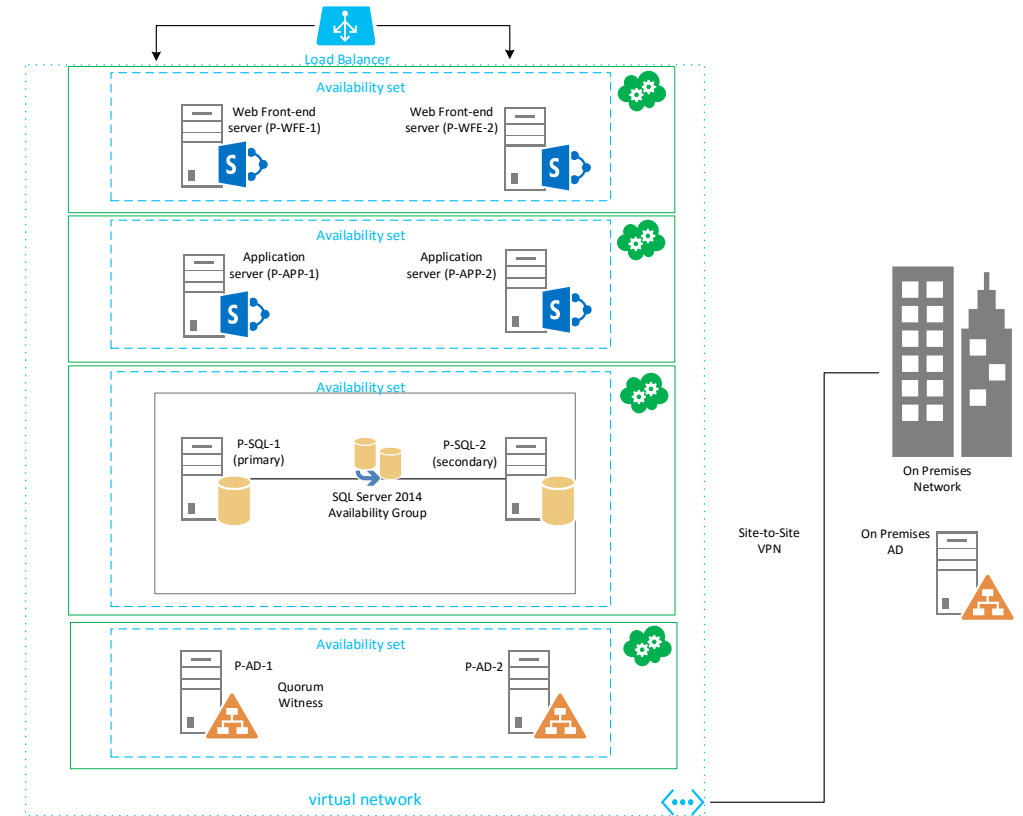 Load Balancer
Availability set
Web Front-end
server (P-WFE-1)
Web Front-end
server (P-WFE-2)
S
S
Availability set
Application
server (P-APP-1)
Application
server (P-APP-2)
S
S
Availability set
P-SQL-1
(primary)
P-SQL-2
(secondary)
SQL Server 2014
Availability Group
Availability set
P-AD-1
Quorum
Witness
P-AD-2
virtual network
Site-to-Site
VPN
On Premises
Network
On Premises
AD